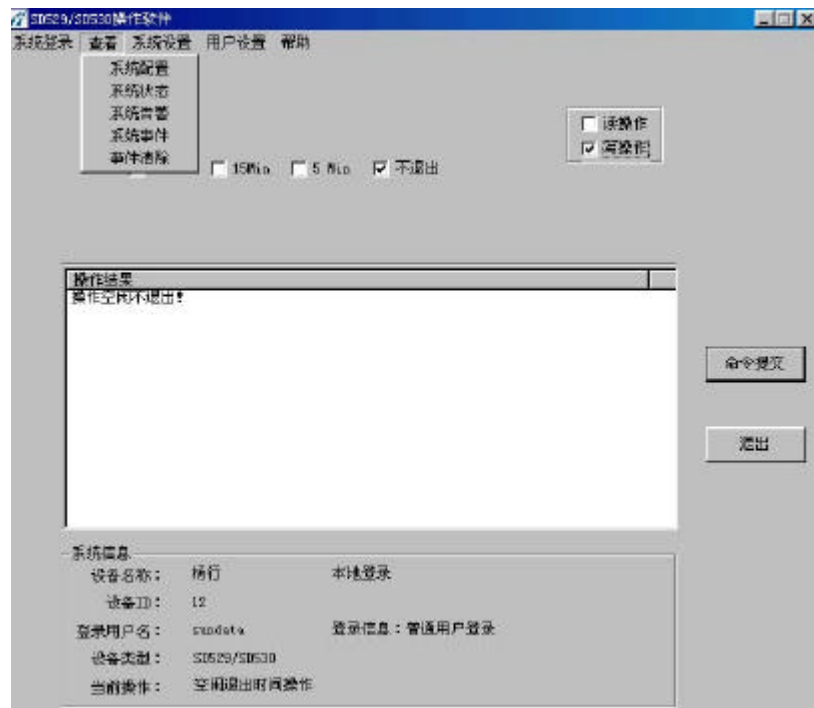 SD529/SD530操作软件
系统登录 查看 系统设置 用户设置 帮助
系统配置
系统状态
系统告警
系统事件
事件清除
读操作
写操作
15Min 5 Min 不退出
操作结果
操作空闲不退出!
命令提交
退出
系统信息
设备名称: 杨行 本地登录
设备ID: 12
登录用户名: sundata 登录信息:普通用户登录
设备类型: SD529/SD530
当前操作: 空闲退出时间操作